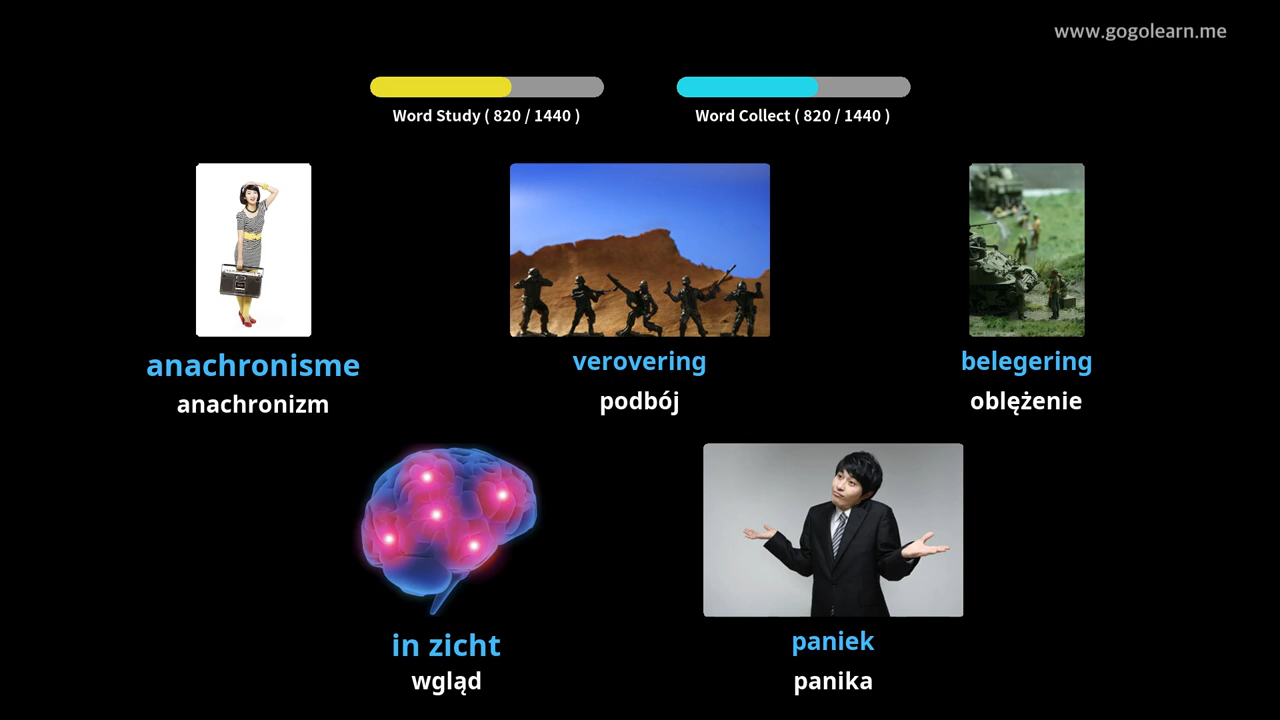 www.gogolearn.me
Word Study ( 820 / 1440 )
Word Collect ( 820 / 1440 )
anachronisme
anachronizm
verovering
podbój
belegering
oblężenie
in zicht
wgląd
paniek
panika